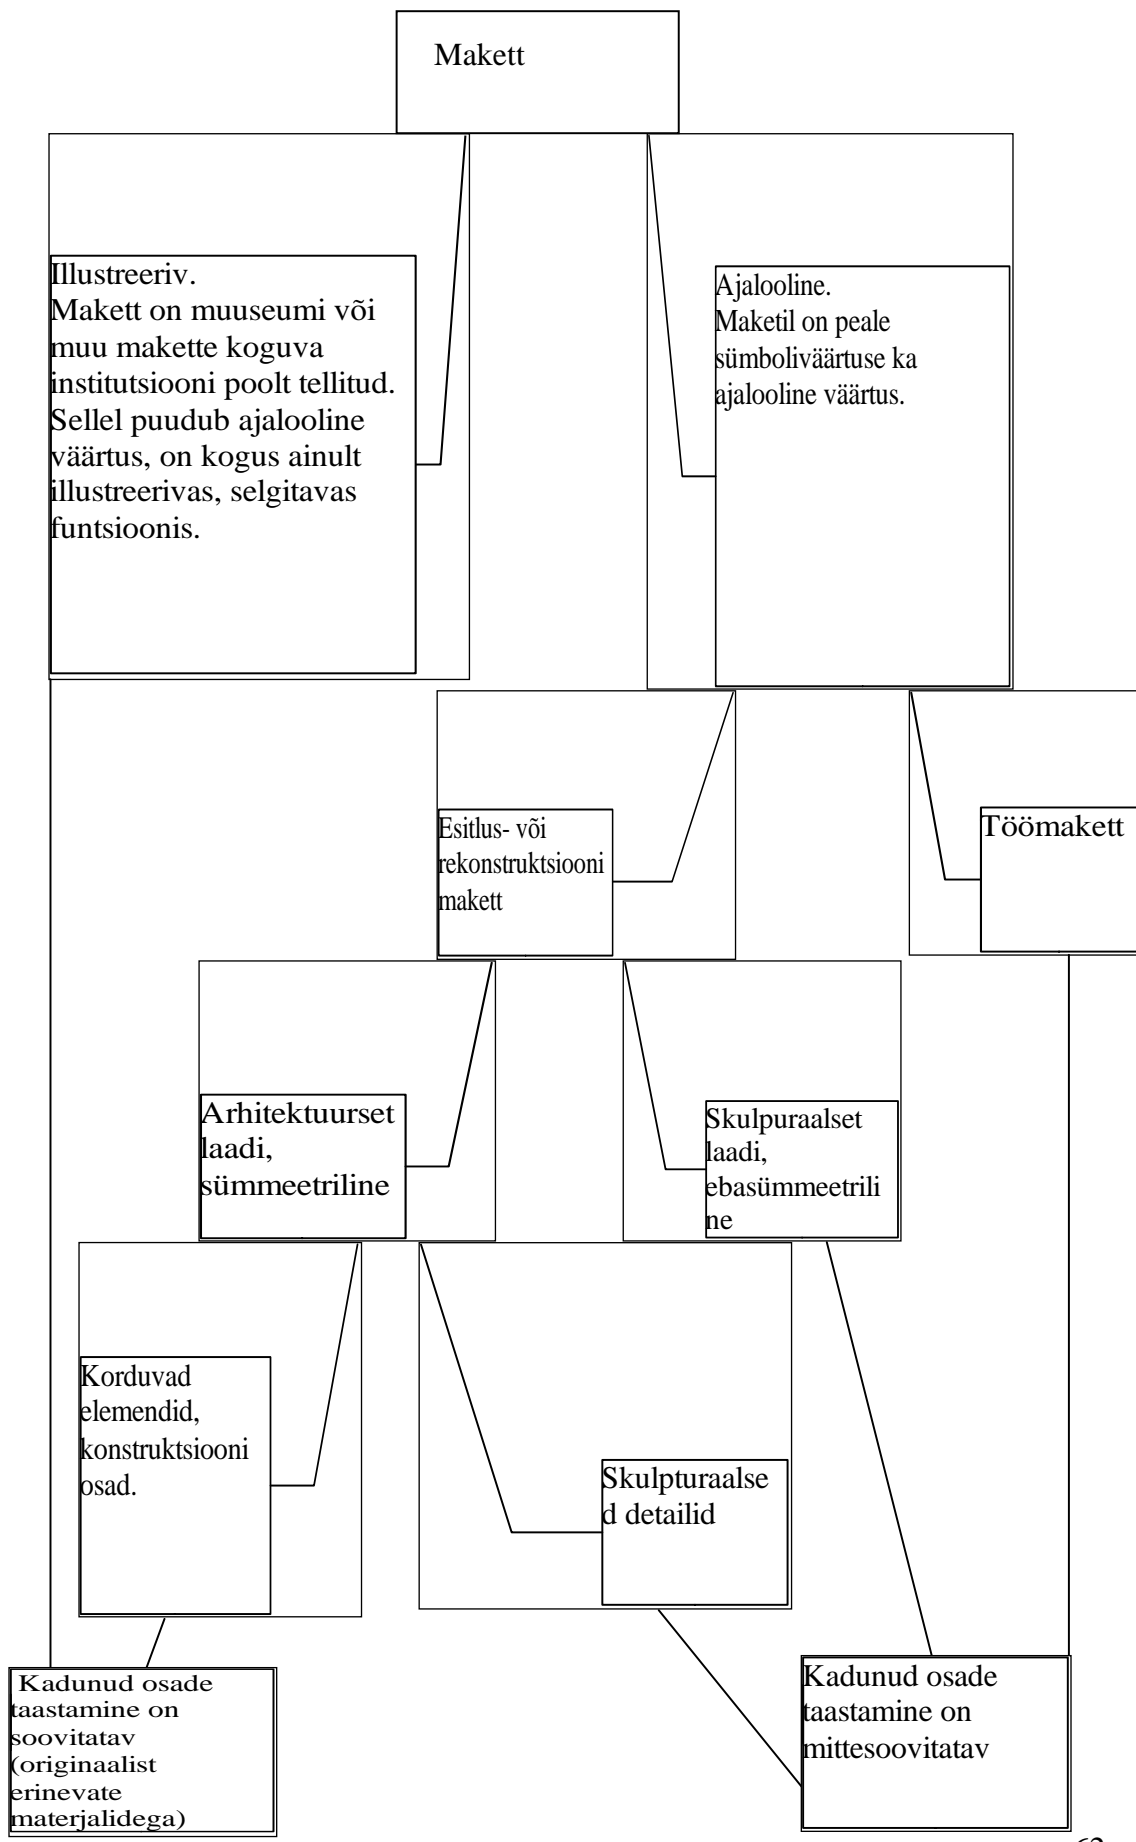 Makett
Illustreeriv.
Makett on muuseumi või
muu makette koguva
institutsiooni poolt tellitud.
Sellel puudub ajalooline
väärtus, on kogus ainult
illustreerivas, selgitavas
funtsioonis.
Ajalooline.
Maketil on peale
sümboliväärtuse ka
ajalooline väärtus.
Esitlus- või
rekonstruktsiooni
makett
Töömakett
Arhitektuurset
laadi,
sümmeetriline
Skulpuraalset
laadi,
ebasümmeetrili
ne
Korduvad
elemendid,
konstruktsiooni
osad.
Skulpturaalse
d detailid
Kadunud osade
taastamine on
soovitatav
(originaalist
erinevate
materjalidega)
Kadunud osade
taastamine on
mittesoovitatav